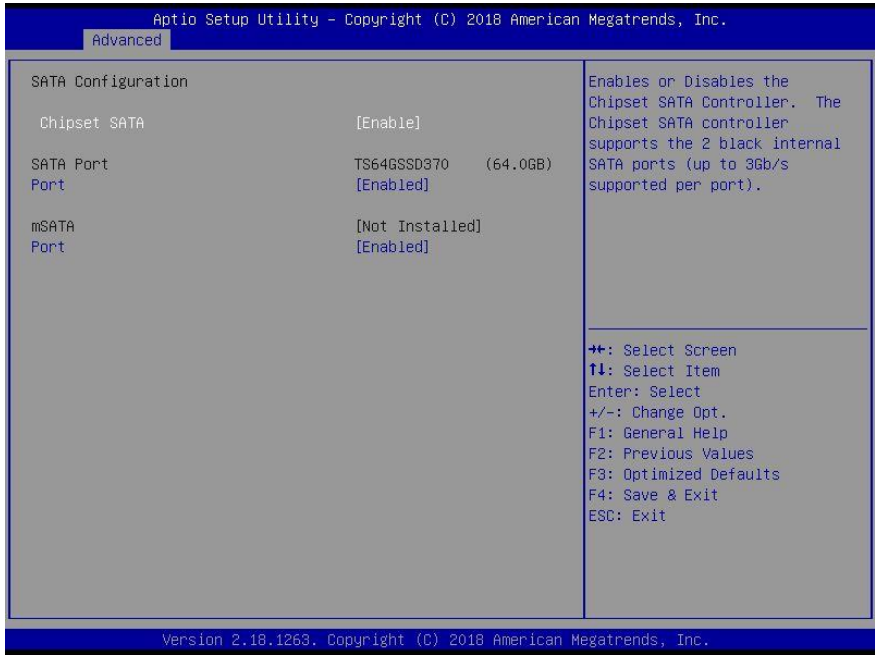 Aptio Setup Utility – Copyright (C) 2018 American Megatrends, Inc.
Advanced
SATA Configuration
Chipset SATA [Enable]
SATA Port TS64GSSD370 (64.0GB)
Port [Enabled]
mSATA [Not Installed]
Port [Enabled]
Enables or Disables the
Chipset SATA Controller. The
Chipset SATA controller
supports the 2 black internal
SATA ports (up to 3Gb/s
supported per port).
→←: Select Screen
↑↓: Select Item
Enter: Select
+/-: Change Opt.
F1: General Help
F2: Previous Values
F3: Optimized Defaults
F4: Save & Exit
ESC: Exit
Version 2.18.1263. Copyright (C) 2018 American Megatrends, Inc.